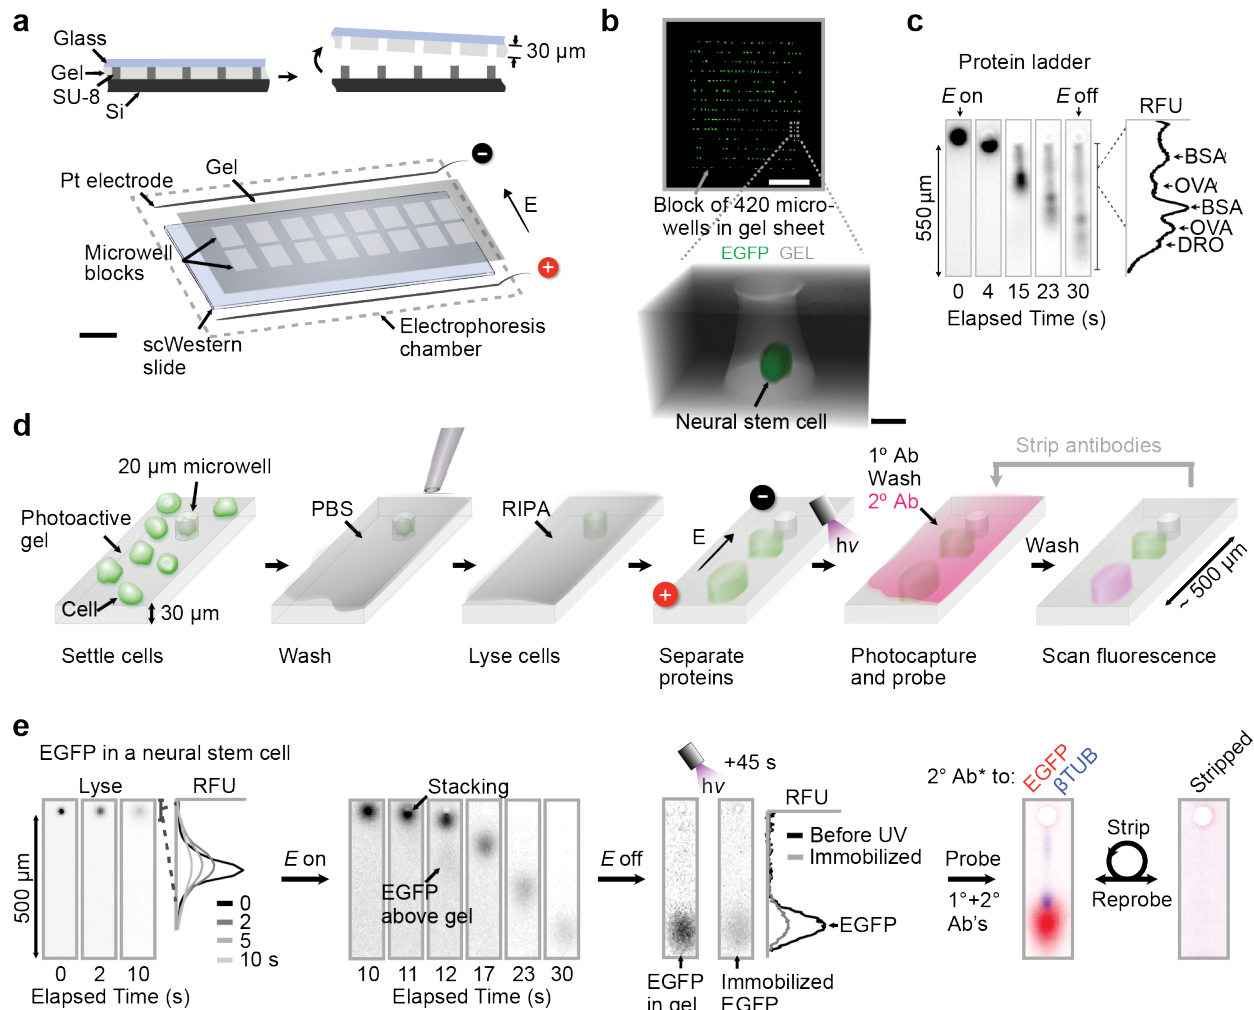 a
Glass
Gel
SU-8
Si
30 µm
Pt electrode
Gel
E
Microwell
blocks
scWestern
slide
Electrophoresis
chamber
b
Block of 420 micro-
wells in gel sheet
EGFP GEL
Neural stem cell
c
Protein ladder
E on
E off
RFU
550 µm
BSA
OVA
BSA
OVA
DRO
0 4 15 23 30
Elapsed Time (s)
d
20 µm microwell
Photoactive
gel
Cell
30 µm
Settle cells
PBS
Wash
RIPA
Lyse cells
E
hν
Separate
proteins
1º Ab
Wash
2º Ab
Photocapture
and probe
Strip antibodies
Wash
~ 500 µm
Scan fluorescence
e
EGFP in a neural stem cell
Lyse
RFU
500 µm
0
2
5
10 s
0 2 10
Elapsed Time (s)
E on
Stacking
EGFP
above gel
10 11 12 17 23 30
Elapsed Time (s)
E off
hν
+45 s
RFU
Before UV
Immobilized
EGFP
EGFP
in gel
Immobilized
EGFP
Probe
1°+2°
Ab's
2° Ab* to:
EGFP
βTUB
Strip
Reprobe
Stripped